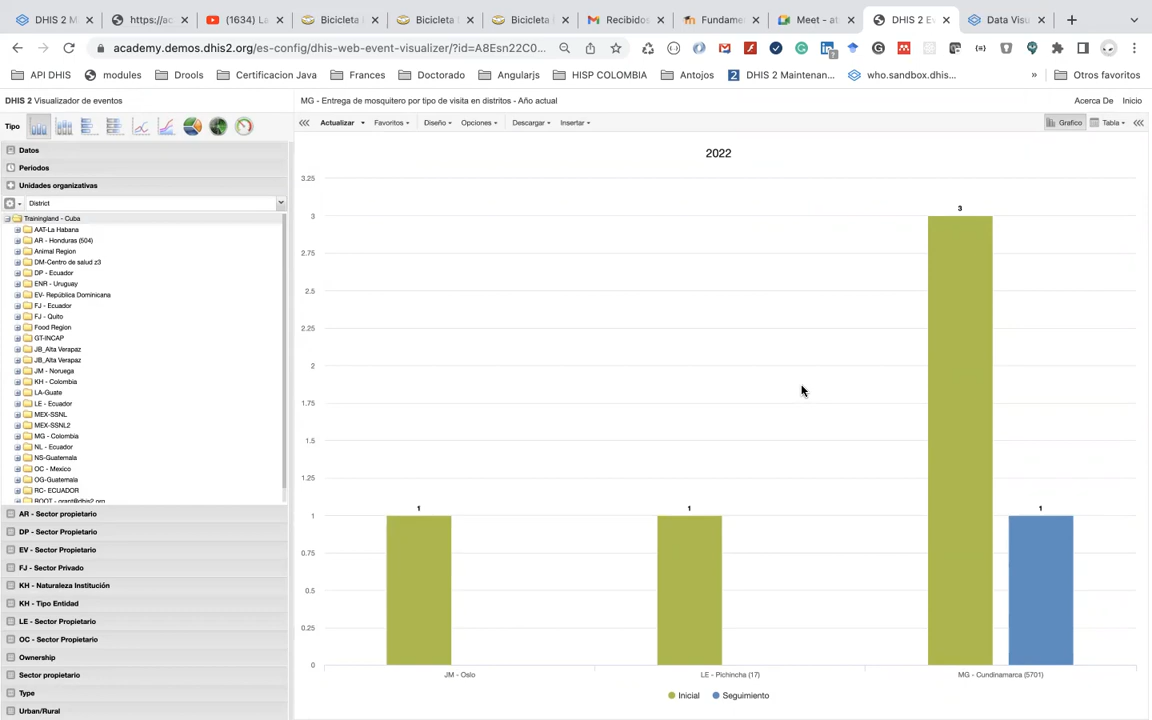 DHIS 2 M
https://ac
(1634) La
Bicicleta
Bicicleta
Bicicleta
Recibidos
Fundame
Meet - at
DHIS 2 Ev
Data Visu
academy.demos.dhis2.org/es-config/dhis-web-event-visualizer/?id=A8Esn22C0...
API DHIS
modules
Drools
Certificacion Java
Frances
Doctorado
Angularjs
HISP COLOMBIA
Antojos
DHIS 2 Maintenan...
who.sandbox.dhis...
»
Otros favoritos
DHIS 2 Visualizador de eventos
MG - Entrega de mosquitero por tipo de visita en distritos - Año actual
Acerca De
Inicio
Tipo
Actualizar
Favoritos
Diseño
Opciones
Descargar
Insertar
Grafico
Tabla
Datos
Periodos
Unidades organizativas
District
Trainingland - Cuba
AAT-La Habana
AR - Honduras (504)
Animal Region
DM-Centro de salud z3
DP - Ecuador
ENR - Uruguay
EV- República Dominicana
FJ - Ecuador
FJ - Quito
Food Region
GT-INCAP
JB_Alta Verapaz
JB_Alta Verapaz
JM - Noruega
KH - Colombia
LA-Guate
LE - Ecuador
MEX-SSNL
MEX-SSNL2
MG - Colombia
NL - Ecuador
NS-Guatemala
OC - Mexico
OG-Guatemala
RC- ECUADOR
ROOT - grant@dhis2.org
AR - Sector propietario
DP - Sector Propietario
EV - Sector Propietario
FJ - Sector Privado
KH - Naturaleza Institución
KH - Tipo Entidad
LE - Sector Propietario
OC - Sector Propietario
Ownership
Sector propietario
Type
Urban/Rural
2022
3.25
3
2.75
2.5
2.25
2
1.75
1.5
1.25
1
0.75
0.5
0.25
0
1
1
3
1
JM - Oslo
LE - Pichincha (17)
MG - Cundinamarca (5701)
Inicial
Seguimiento